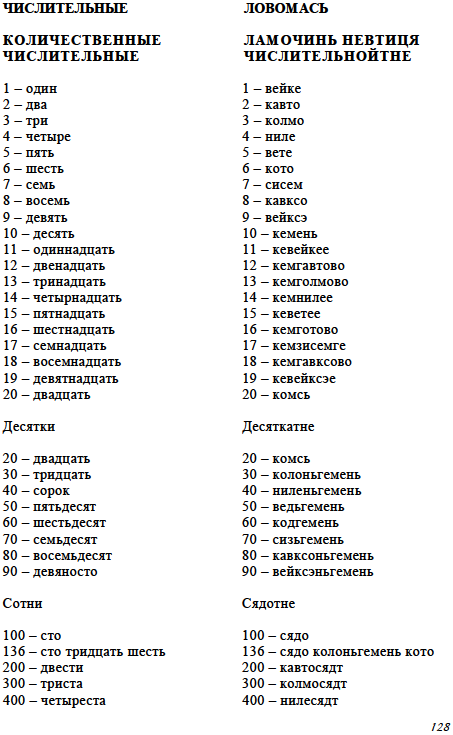 ЧИСЛИТЕЛЬНЫЕ
КОЛИЧЕСТВЕННЫЕ
ЧИСЛИТЕЛЬНЫЕ
1 – один
2 – два
3 – три
4 – четыре
5 – пять
6 – шесть
7 – семь
8 – восемь
9 – девять
10 – десять
11 – одиннадцать
12 – двенадцать
13 – тринадцать
14 – четырнадцать
15 – пятнадцать
16 – шестнадцать
17 – семнадцать
18 – восемнадцать
19 – девятнадцать
20 – двадцать
Десятки
20 – двадцать
30 – тридцать
40 – сорок
50 – пятьдесят
60 – шестьдесят
70 – семьдесят
80 – восемьдесят
90 – девяносто
Сотни
100 – сто
136 – сто тридцать шесть
200 – двести
300 – триста
400 – четыреста
ЛОВОМАСЬ
ЛАМОЧИНЬ НЕВТИЦЯ
ЧИСЛИТЕЛЬНОЙТНЕ
1 – вейке
2 – кавто
3 – колмо
4 – ниле
5 – вете
6 – кото
7 – сисем
8 – кавксо
9 – вейксэ
10 – кемень
11 – кевейкее
12 – кемгавтово
13 – кемголмово
14 – кемнилее
15 – кеветее
16 – кемготово
17 – кемзисемге
18 – кемгавксово
19 – кевейксэе
20 – комсь
Десяткатне
20 – комсь
30 – колоньгемень
40 – ниленьгемень
50 – ведьгемень
60 – кодгемень
70 – сизьгемень
80 – кавксоньгемень
90 – вейксэньгемень
Сядотне
100 – сядо
136 – сядо колоньгемень кото
200 – кавтосядт
300 – колмосядт
400 – нилесядт
128